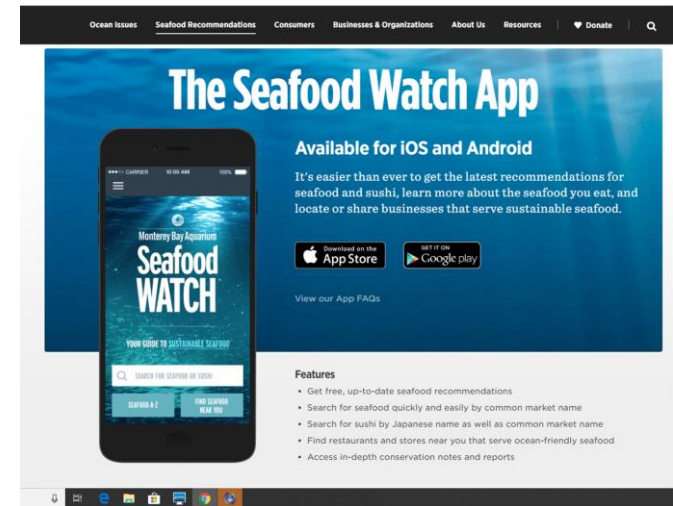 Ocean Issues Seafood Recommendations Consumers Businesses & Organizations About Us Resources Donate
The Seafood Watch App
CARRIER 10:00 AM 100%
Monterey Bay Aquarium
Seafood
WATCH
YOUR GUIDE TO SUSTAINABLE SEAFOOD
SEARCH FOR SEAFOOD OR SUSHI
SEAFOOD A-Z
FIND SEAFOOD
NEAR YOU
Available for iOS and Android
It's easier than ever to get the latest recommendations for
seafood and sushi, learn more about the seafood you eat, and
locate or share businesses that serve sustainable seafood.
Download on the
App Store
GET IT ON
Google play
View our App FAQs
Features
• Get free, up-to-date seafood recommendations
• Search for seafood quickly and easily by common market name
• Search for sushi by Japanese name as well as common market name
• Find restaurants and stores near you that serve ocean-friendly seafood
• Access in-depth conservation notes and reports